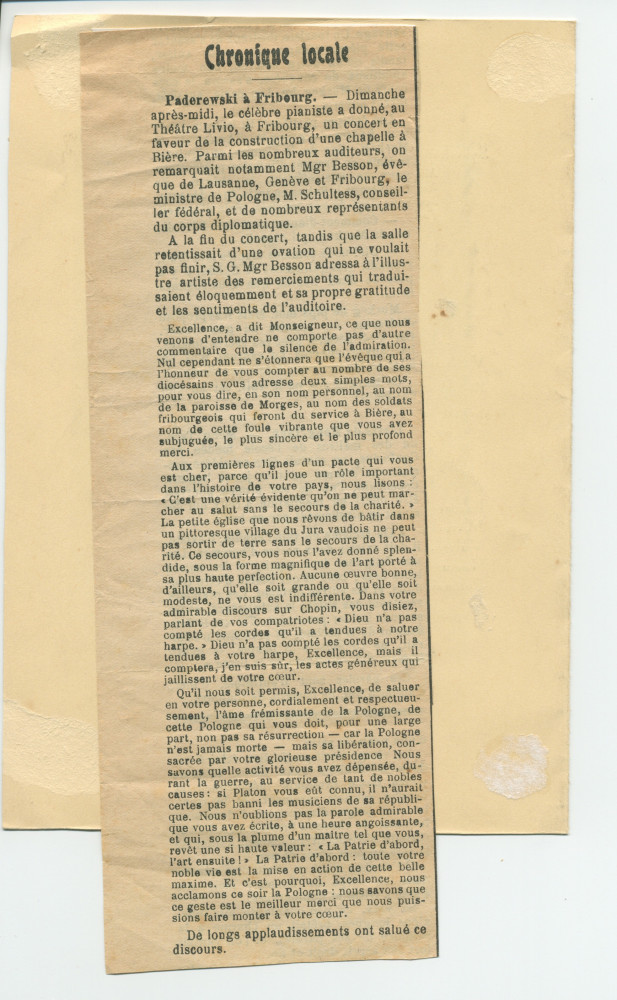 Chronique locale
Paderewski à Fribourg. — Dimanche
après-midi, le célèbre pianiste a donné, au
Théâtre Livio, à Fribourg, un concert en
faveur de la construction d'une chapelle à
Bière. Parmi les nombreux auditeurs, on
remarquait notamment Mgr Besson, évê-
que de Lausanne, Genève et Fribourg, le
ministre de Pologne, M. Schultess, conseil-
ler fédéral, et de nombreux représentants
du corps diplomatique.
A la fin du concert, tandis que la salle
retentissait d'une ovation qui ne voulait
pas finir, S. G. Mgr Besson adressa à l'illus-
tre artiste des remerciements qui tradui-
saient éloquemment et sa propre gratitude
et les sentiments de l'auditoire.
Excellence, a dit Monseigneur, ce que nous
venons d'entendre ne comporte pas d'autre
commentaire que le silence de l'admiration.
Nul cependant ne s'étonnera que l'évêque qui a
l'honneur de vous compter au nombre de ses
diocésains vous adresse deux simples mots,
pour vous dire, en son nom personnel, au nom
de la paroisse de Morges, au nom des soldats
fribourgeois qui feront du service à Bière, au
nom de cette foule vibrante que vous avez
subjuguée, le plus sincère et le plus profond
merci.
Aux premières lignes d'un pacte qui vous
est cher, parce qu'il joue un rôle important
dans l'histoire de votre pays, nous lisons :
« C'est une vérité évidente qu'on ne peut mar-
cher au salut sans le secours de la charité. »
La petite église que nous rêvons de bâtir dans
un pittoresque village du Jura vaudois ne peut
pas sortir de terre sans le secours de la cha-
rité. Ce secours, vous nous l'avez donné splen-
dide, sous la forme magnifique de l'art porté à
sa plus haute perfection. Aucune œuvre bonne,
d'ailleurs, qu'elle soit grande ou qu'elle soit
modeste, ne vous est indifférente. Dans votre
admirable discours sur Chopin, vous disiez,
parlant de vos compatriotes : « Dieu n'a pas
compté les cordes qu'il a tendues à notre
harpe. » Dieu n'a pas compté les cordes qu'il a
tendues à votre harpe, Excellence, mais il
comptera, j'en suis sûr, les actes généreux qui
jaillissent de votre cœur.
Qu'il nous soit permis, Excellence, de saluer
en votre personne, cordialement et respectueu-
sement, l'âme frémissante de la Pologne, de
cette Pologne qui vous doit, pour une large
part, non pas sa résurrection — car la Pologne
n'est jamais morte — mais sa libération, con-
sacrée par votre glorieuse présidence Nous
savons quelle activité vous avez dépensée, du-
rant la guerre, au service de tant de nobles
causes : si Platon vous eût connu, il n'aurait
certes pas banni les musiciens de sa républi-
que. Nous n'oublions pas la parole admirable
que vous avez écrite, à une heure angoissante,
et qui, sous la plume d'un maître tel que vous,
revêt une si haute valeur : « La Patrie d'abord,
l'art ensuite ! » La Patrie d'abord : toute votre
noble vie est la mise en action de cette belle
maxime. Et c'est pourquoi, Excellence, nous
acclamons ce soir la Pologne : nous savons que
ce geste est le meilleur merci que nous puis-
sions faire monter à votre cœur.
De longs applaudissements ont salué ce
discours.